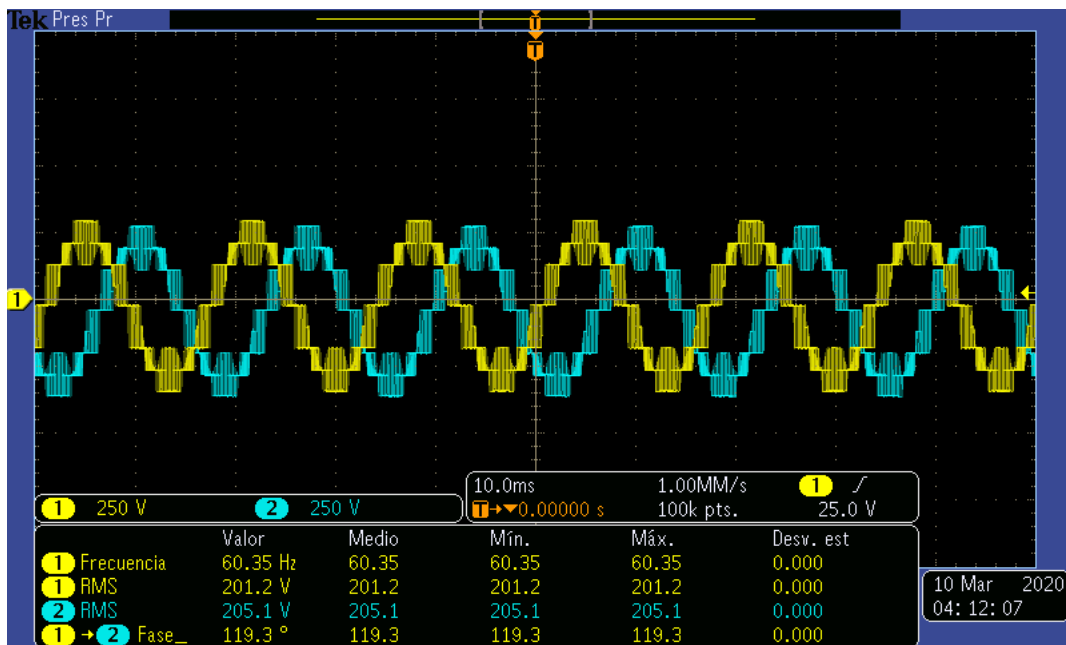 Tek Pres Pr
T
T
1
1 250 V 2 250 V
10.0ms 1.00MM/s 1 /
T→▼0.00000 s 100k pts. 25.0 V
Valor Medio Mín. Máx. Desv. est
1 Frecuencia 60.35 Hz 60.35 60.35 60.35 0.000
1 RMS 201.2 V 201.2 201.2 201.2 0.000
2 RMS 205.1 V 205.1 205.1 205.1 0.000
1 →2 Fase_ 119.3 ° 119.3 119.3 119.3 0.000
10 Mar 2020
04: 12: 07